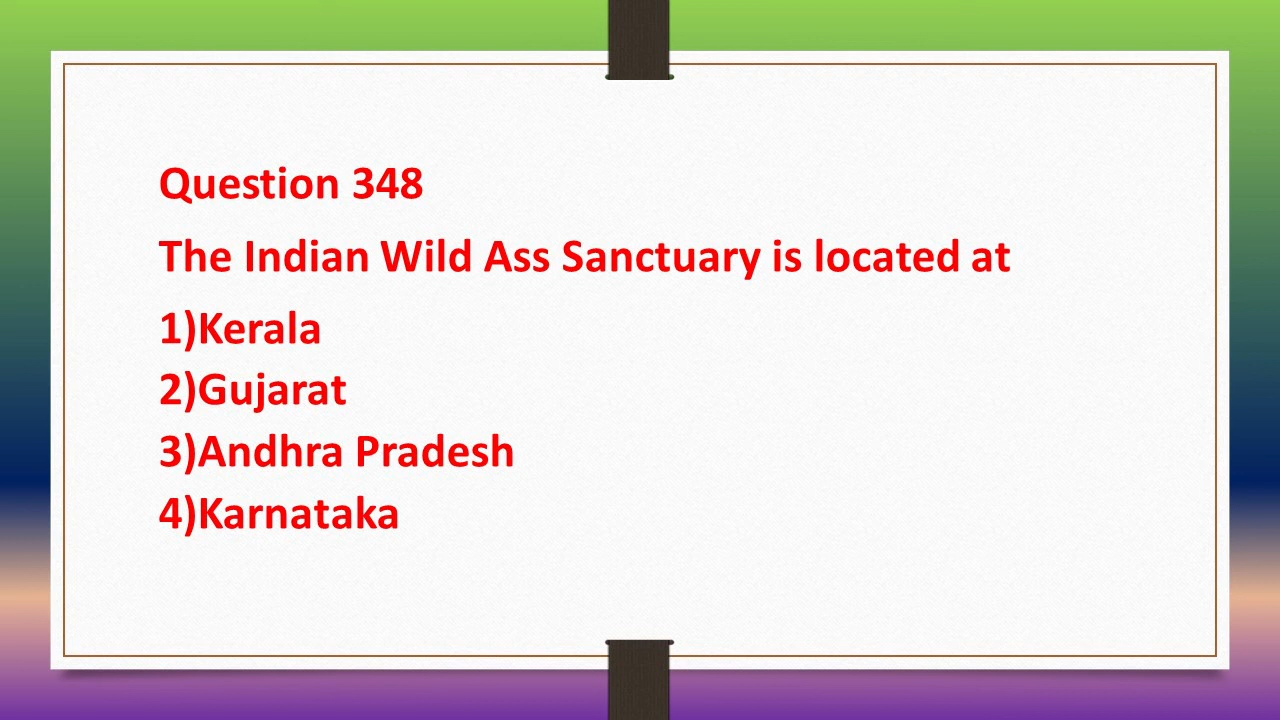 Question 348
The Indian Wild Ass Sanctuary is located at
1)Kerala
2)Gujarat
3)Andhra Pradesh
4)Karnataka